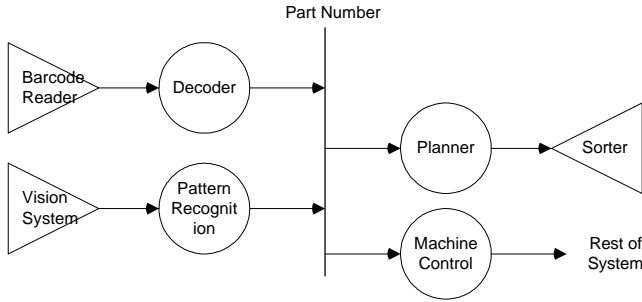 Part Number
Barcode
Reader
Decoder
Planner
Sorter
Vision
System
Pattern
Recognit
ion
Machine
Control
Rest of
System